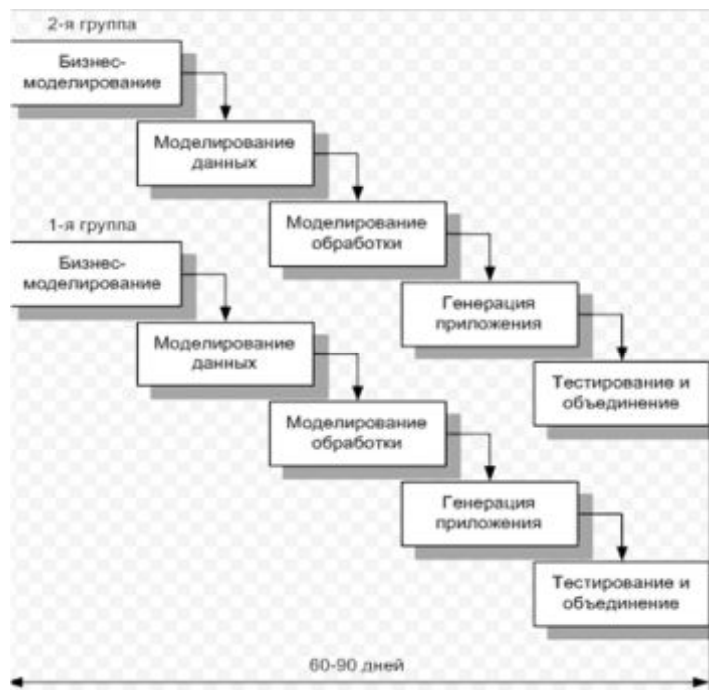 2-я группа
Бизнес-
моделирование
Моделирование
данных
Моделирование
обработки
Генерация
приложения
Тестирование и
объединение
1-я группа
Бизнес-
моделирование
Моделирование
данных
Моделирование
обработки
Генерация
приложения
Тестирование и
объединение
60-90 дней